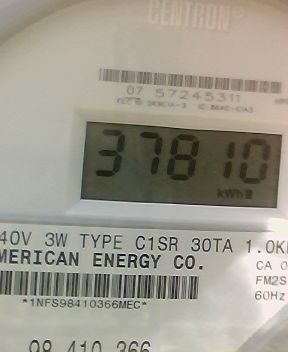 CENTRON®
07 57245311
37810
kWh
40V 3W TYPE C1SR 30TA 1.0K
MERICAN ENERGY CO.
CA 0
FM2S
60Hz
*1NFS98410366MEC*
98 410 366